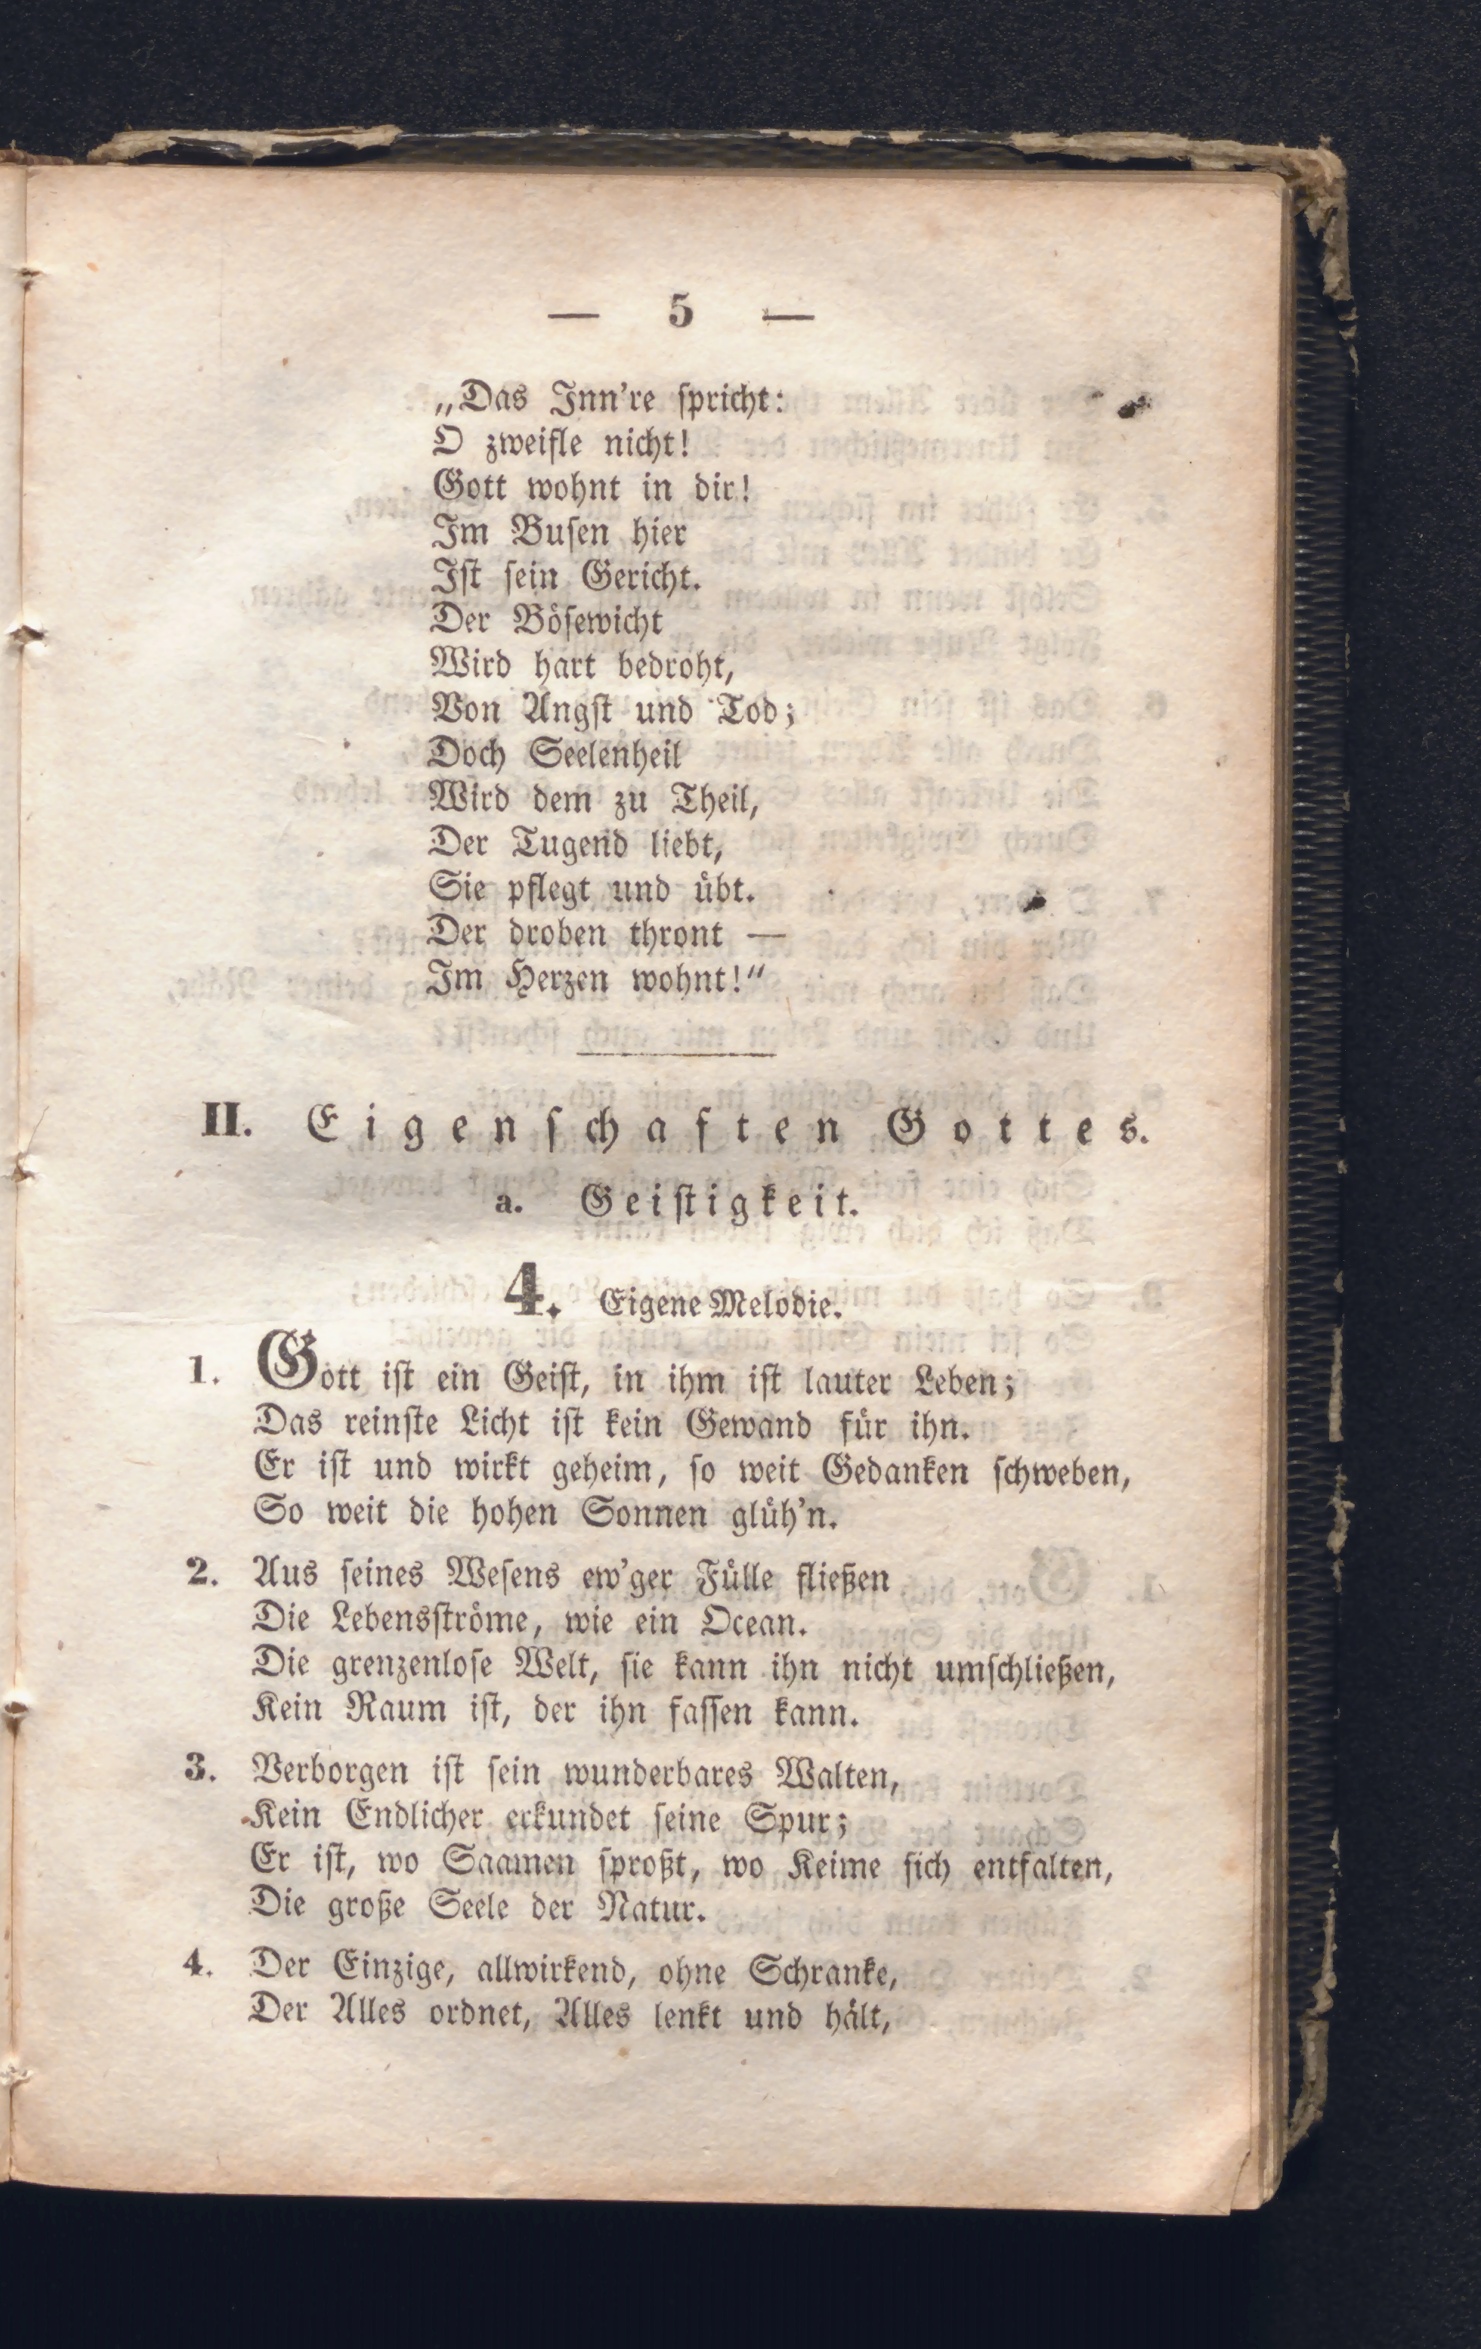 — 5 —
„Das Inn're spricht:
O zweifle nicht!
Gott wohnt in dir!
Im Busen hier
Ist sein Gericht.
Der Bösewicht
Wird hart bedroht,
Von Angst und Tod;
Doch Seelenheil
Wird dem zu Theil,
Der Tugend liebt,
Sie pflegt und übt.
Der droben thront —
Im Herzen wohnt!“
II. Eigenschaften Gottes.
a. Geistigkeit.
4. Eigene Melodie.
1. Gott ist ein Geist, in ihm ist lauter Leben;
Das reinste Licht ist kein Gewand für ihn.
Er ist und wirkt geheim, so weit Gedanken schweben,
So weit die hohen Sonnen glüh'n.
2. Aus seines Wesens ew'ger Fülle fließen
Die Lebensströme, wie ein Ocean.
Die grenzenlose Welt, sie kann ihn nicht umschließen,
Kein Raum ist, der ihn fassen kann.
3. Verborgen ist sein wunderbares Walten,
Kein Endlicher erkundet seine Spur;
Er ist, wo Saamen sproßt, wo Keime sich entfalten,
Die große Seele der Natur.
4. Der Einzige, allwirkend, ohne Schranke,
Der Alles ordnet, Alles lenkt und hält,